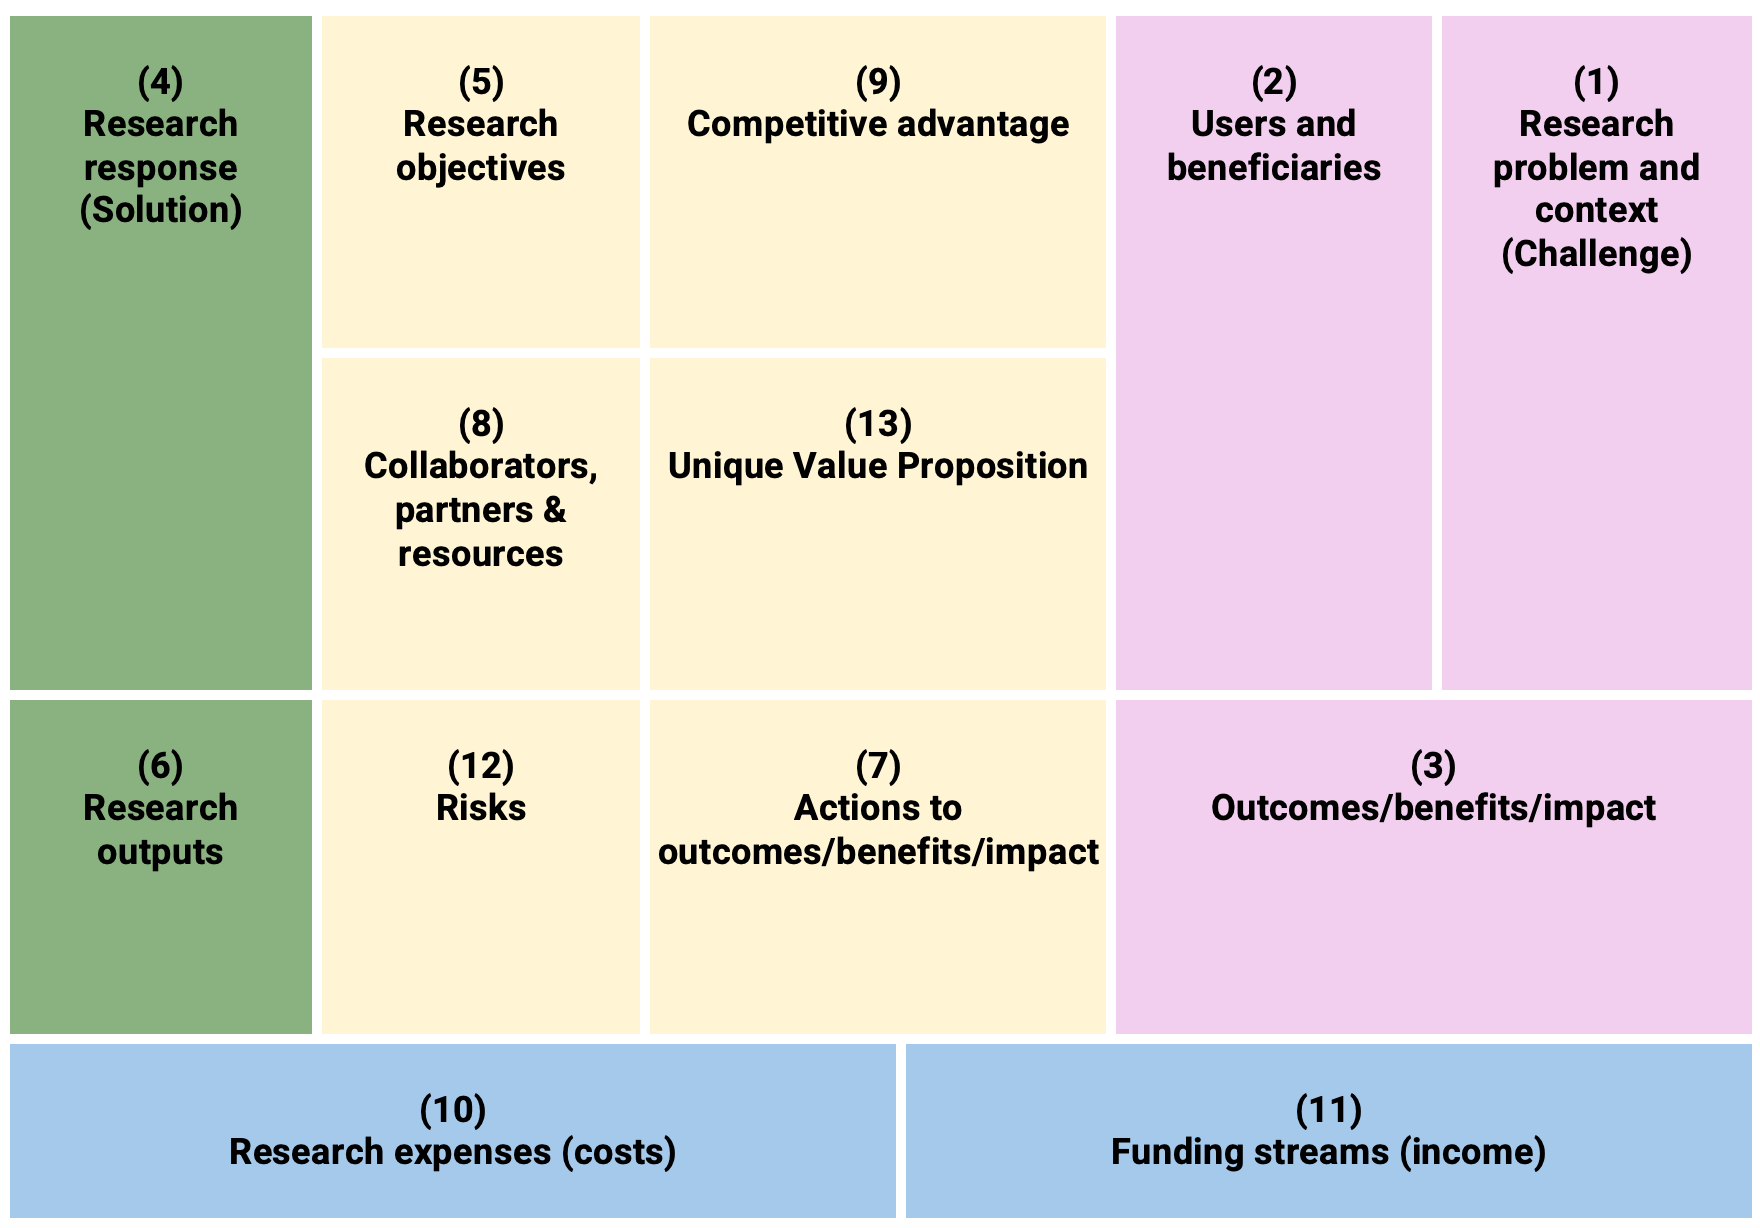 (4)
Research
response
(Solution)
(5)
Research
objectives
(9)
Competitive advantage
(2)
Users and
beneficiaries
(1)
Research
problem and
context
(Challenge)
(8)
Collaborators,
partners &
resources
(13)
Unique Value Proposition
(6)
Research
outputs
(12)
Risks
(7)
Actions to
outcomes/benefits/impact
(3)
Outcomes/benefits/impact
(10)
Research expenses (costs)
(11)
Funding streams (income)